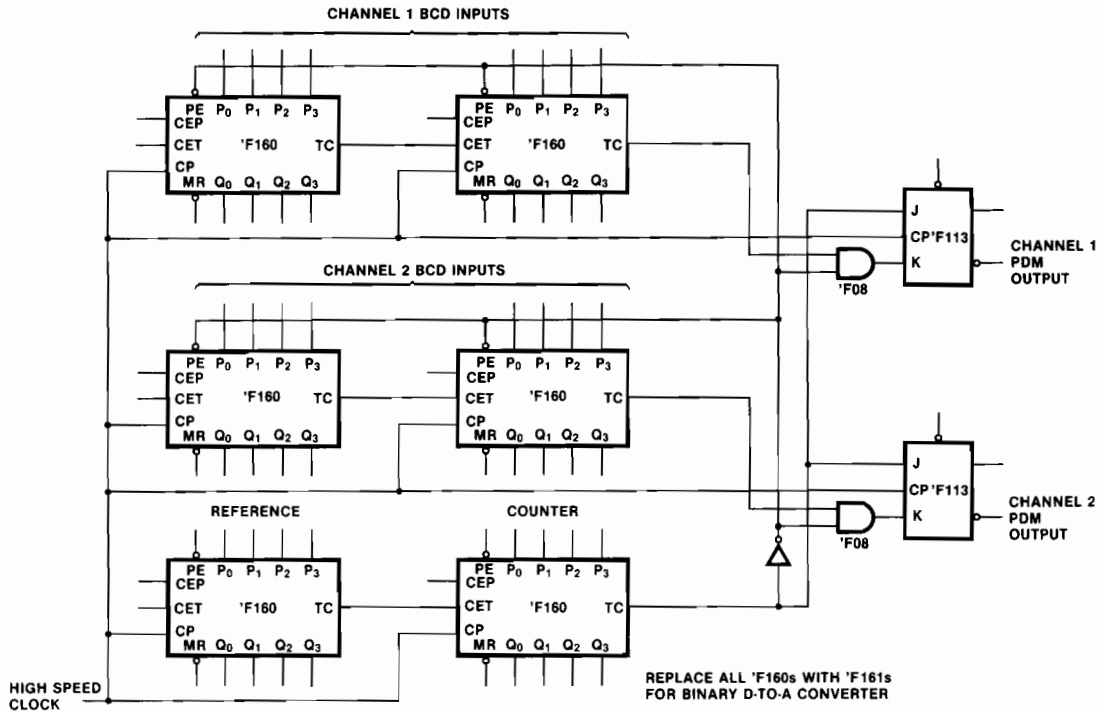 CHANNEL 1 BCD INPUTS
PE P₀ P₁ P₂ P₃
CEP
CET 'F160 TC
CP
MR Q₀ Q₁ Q₂ Q₃
PE P₀ P₁ P₂ P₃
CEP
CET 'F160 TC
CP
MR Q₀ Q₁ Q₂ Q₃
J
CP 'F113
K
'F08
CHANNEL 1
PDM
OUTPUT
CHANNEL 2 BCD INPUTS
PE P₀ P₁ P₂ P₃
CEP
CET 'F160 TC
CP
MR Q₀ Q₁ Q₂ Q₃
PE P₀ P₁ P₂ P₃
CEP
CET 'F160 TC
CP
MR Q₀ Q₁ Q₂ Q₃
J
CP 'F113
K
'F08
CHANNEL 2
PDM
OUTPUT
REFERENCE COUNTER
PE P₀ P₁ P₂ P₃
CEP
CET 'F160 TC
CP
MR Q₀ Q₁ Q₂ Q₃
PE P₀ P₁ P₂ P₃
CEP
CET 'F160 TC
CP
MR Q₀ Q₁ Q₂ Q₃
HIGH SPEED
CLOCK
REPLACE ALL 'F160s WITH 'F161s
FOR BINARY D-TO-A CONVERTER